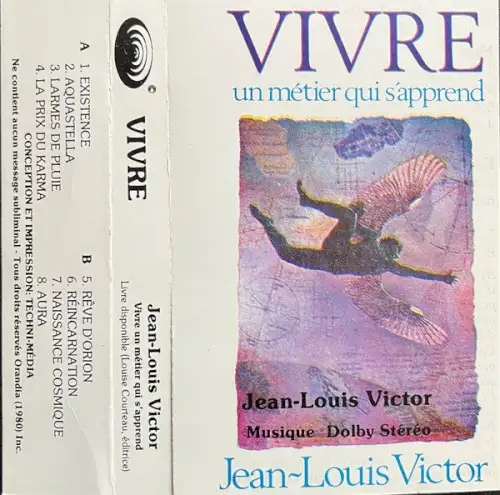 A
1. EXISTENCE
2. AQUASTELLA
3. LARMES DE PLUIE
4. LA PRIX DU KARMA
B
5. RÊVE D'ORION
6. RÉINCARNATION
7. NAISSANCE COSMIQUE
8. AURA
CONCEPTION ET IMPRESSION: TECHNI-MÉDIA
Ne contient aucun message subliminal - Tous droits réservés Orandia (1980) Inc.
©
VIVRE
Jean-Louis Victor
Vivre un métier qui s'apprend
Livre disponible (Louise Courteau, éditrice)
VIVRE
un métier qui s'apprend
Jean-Louis Victor
Musique Dolby Stéréo
Jean-Louis Victor